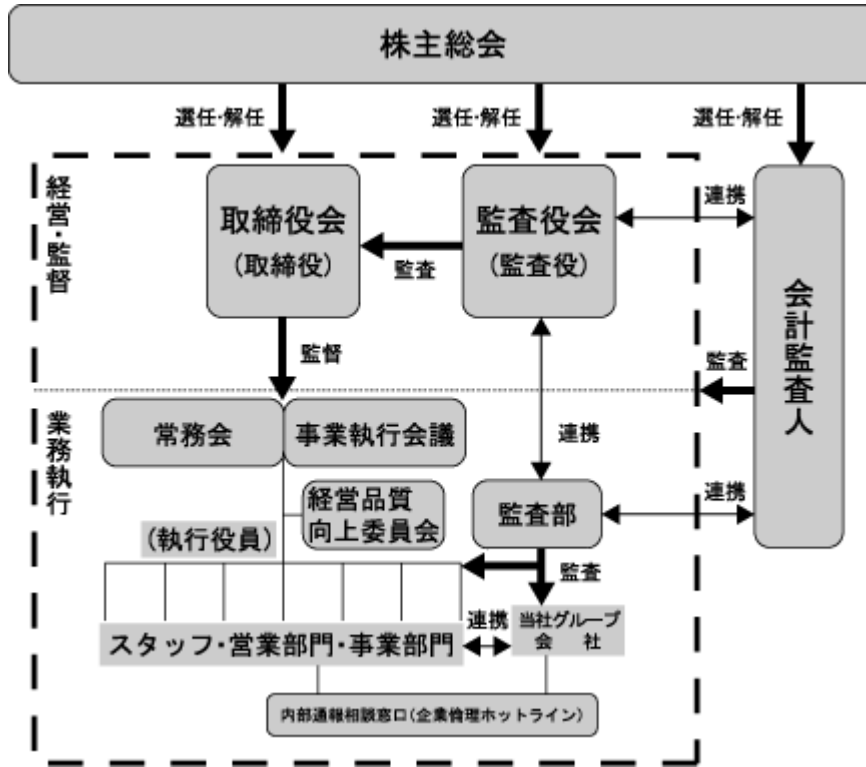 株主総会
選任・解任
選任・解任
選任・解任
経営・監督
取締役会
(取締役)
監査
監査役会
(監査役)
連携
会計監査人
監督
監査
業務執行
常務会
事業執行会議
連携
経営品質
向上委員会
(執行役員)
監査部
連携
監査
スタッフ・営業部門・事業部門
連携
当社グループ
会　社
内部通報相談窓口(企業倫理ホットライン)